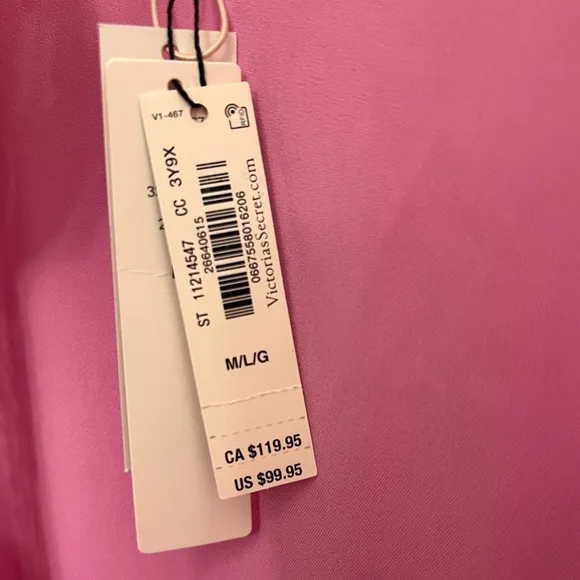 V1-467
RFID
ST 11214547 CC 3Y9X
26640615
0667558016206
VictoriasSecret.com
M/L/G
CA $119.95
US $99.95